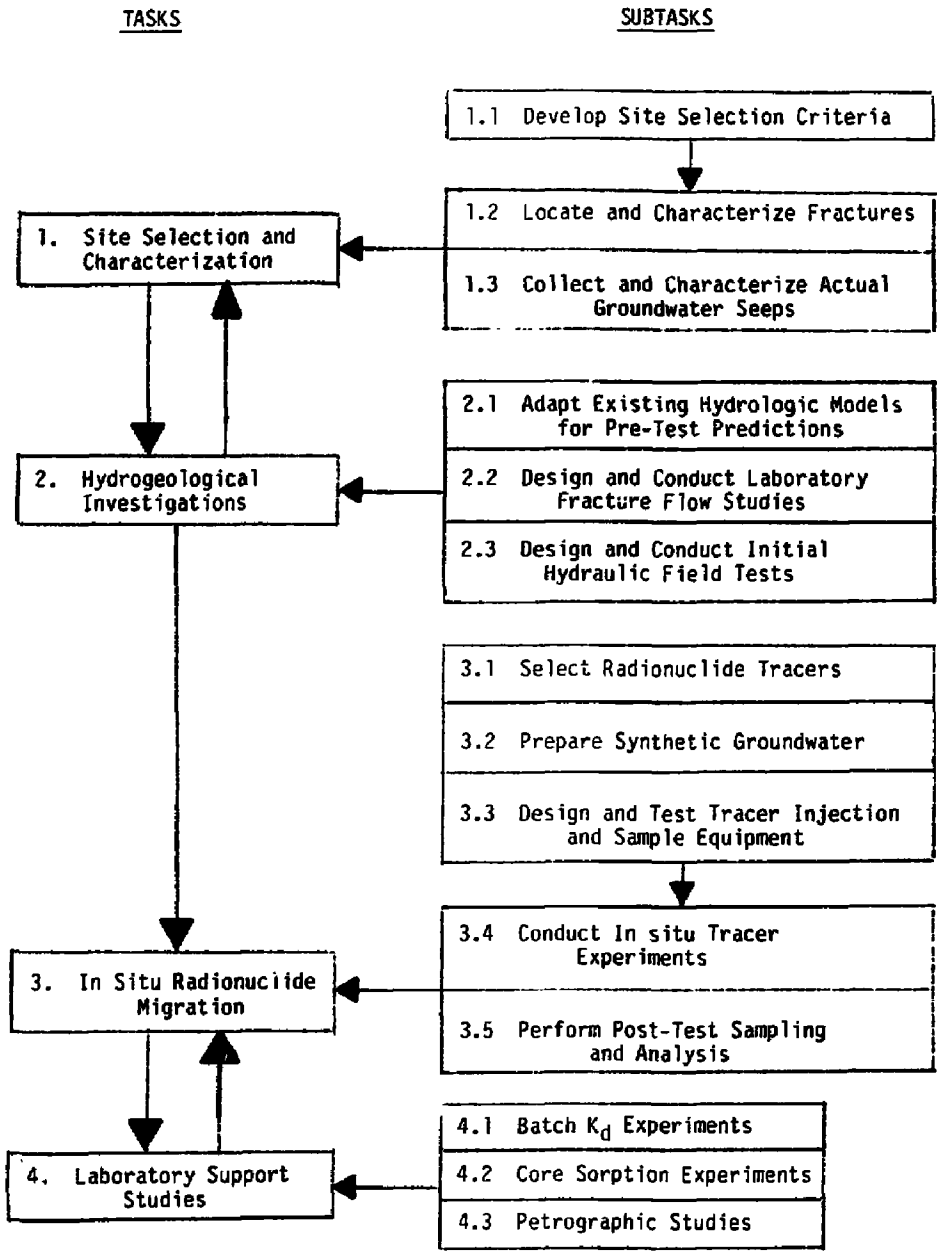 TASKS
SUBTASKS
1.1 Develop Site Selection Criteria
1.2 Locate and Characterize Fractures
1. Site Selection and
Characterization
1.3 Collect and Characterize Actual
Groundwater Seeps
2.1 Adapt Existing Hydrologic Models
for Pre-Test Predictions
2. Hydrogeological
Investigations
2.2 Design and Conduct Laboratory
Fracture Flow Studies
2.3 Design and Conduct Initial
Hydraulic Field Tests
3.1 Select Radionuclide Tracers
3.2 Prepare Synthetic Groundwater
3.3 Design and Test Tracer Injection
and Sample Equipment
3.4 Conduct In situ Tracer
Experiments
3. In Situ Radionuclide
Migration
3.5 Perform Post-Test Sampling
and Analysis
4.1 Batch Kd Experiments
4. Laboratory Support
Studies
4.2 Core Sorption Experiments
4.3 Petrographic Studies